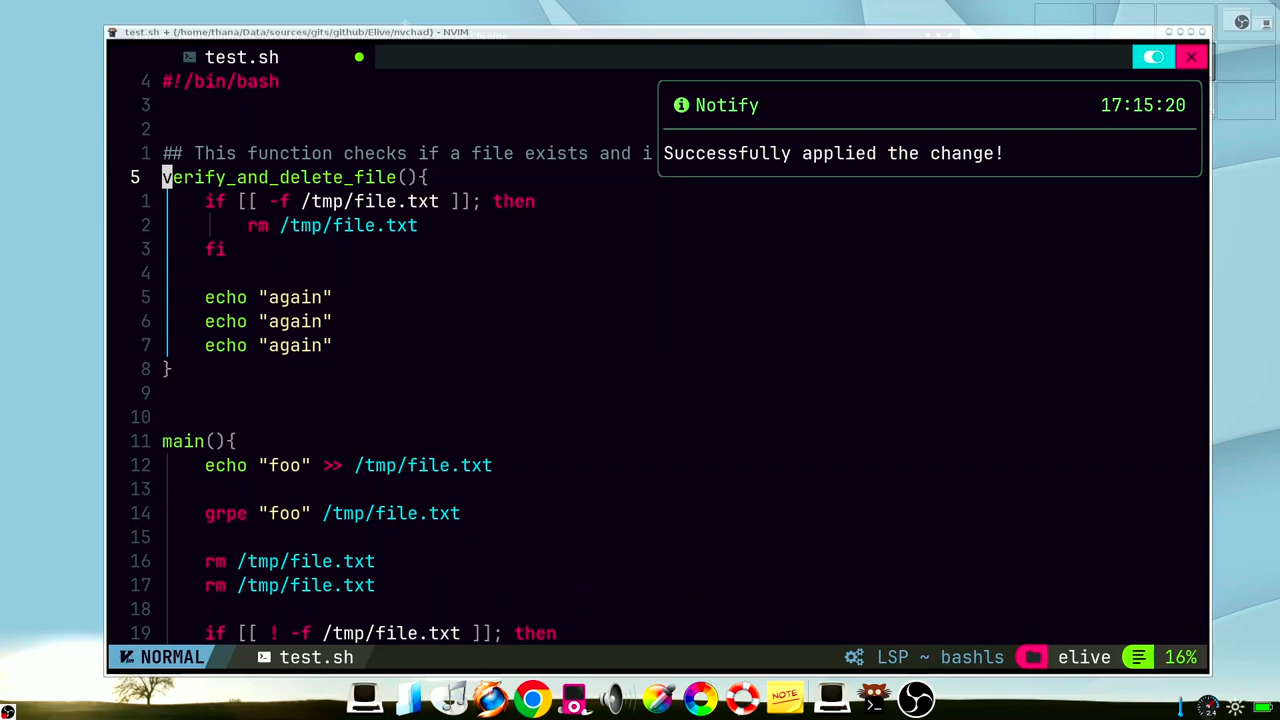 test.sh + (/home/thana/Data/sources/gits/github/Elive/nvchad) - NVIM
test.sh
4 #!/bin/bash
3
2
1 ## This function checks if a file exists and i
5 verify_and_delete_file(){
1 if [[ -f /tmp/file.txt ]]; then
2 rm /tmp/file.txt
3 fi
4
5 echo "again"
6 echo "again"
7 echo "again"
8 }
9
10
11 main(){
12 echo "foo" >> /tmp/file.txt
13
14 grpe "foo" /tmp/file.txt
15
16 rm /tmp/file.txt
17 rm /tmp/file.txt
18
19 if [[ ! -f /tmp/file.txt ]]; then
Notify 17:15:20
Successfully applied the change!
NORMAL test.sh LSP ~ bashls elive 16%
NOTE
2.4